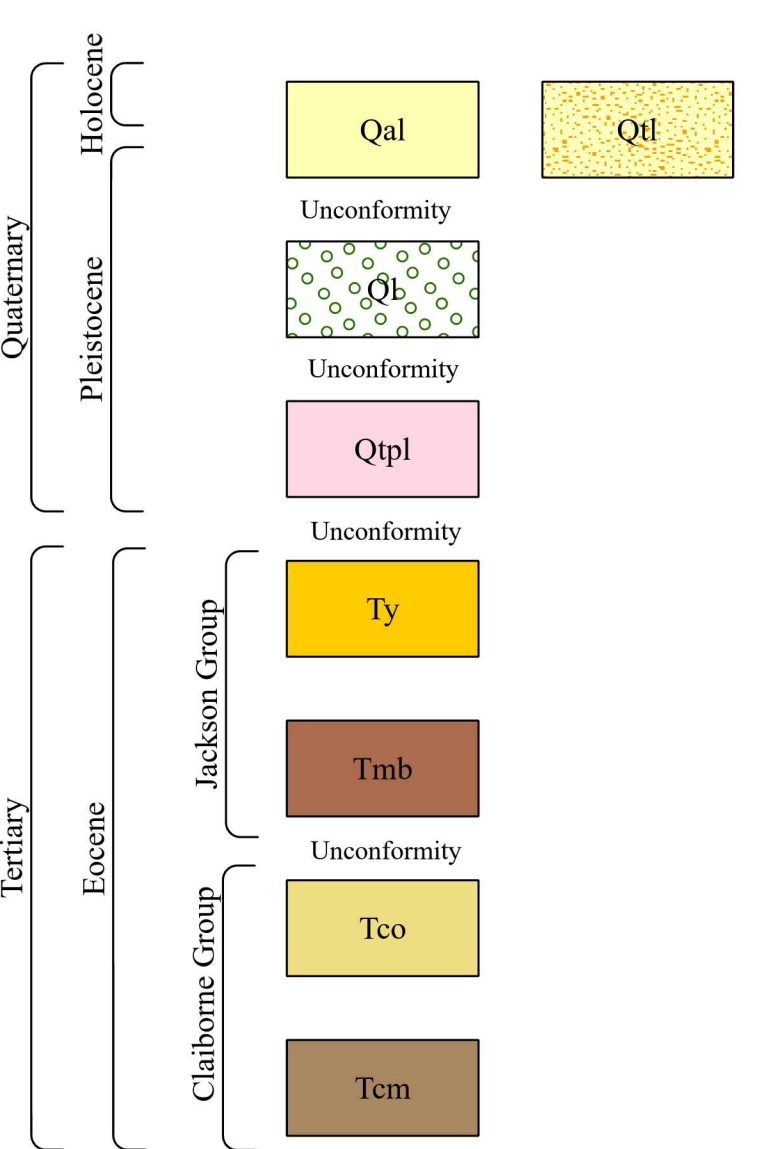 Quaternary
Holocene
Pleistocene
Qal
Qtl
Unconformity
Ql
Unconformity
Qtpl
Unconformity
Tertiary
Eocene
Jackson Group
Ty
Tmb
Unconformity
Claiborne Group
Tco
Tcm